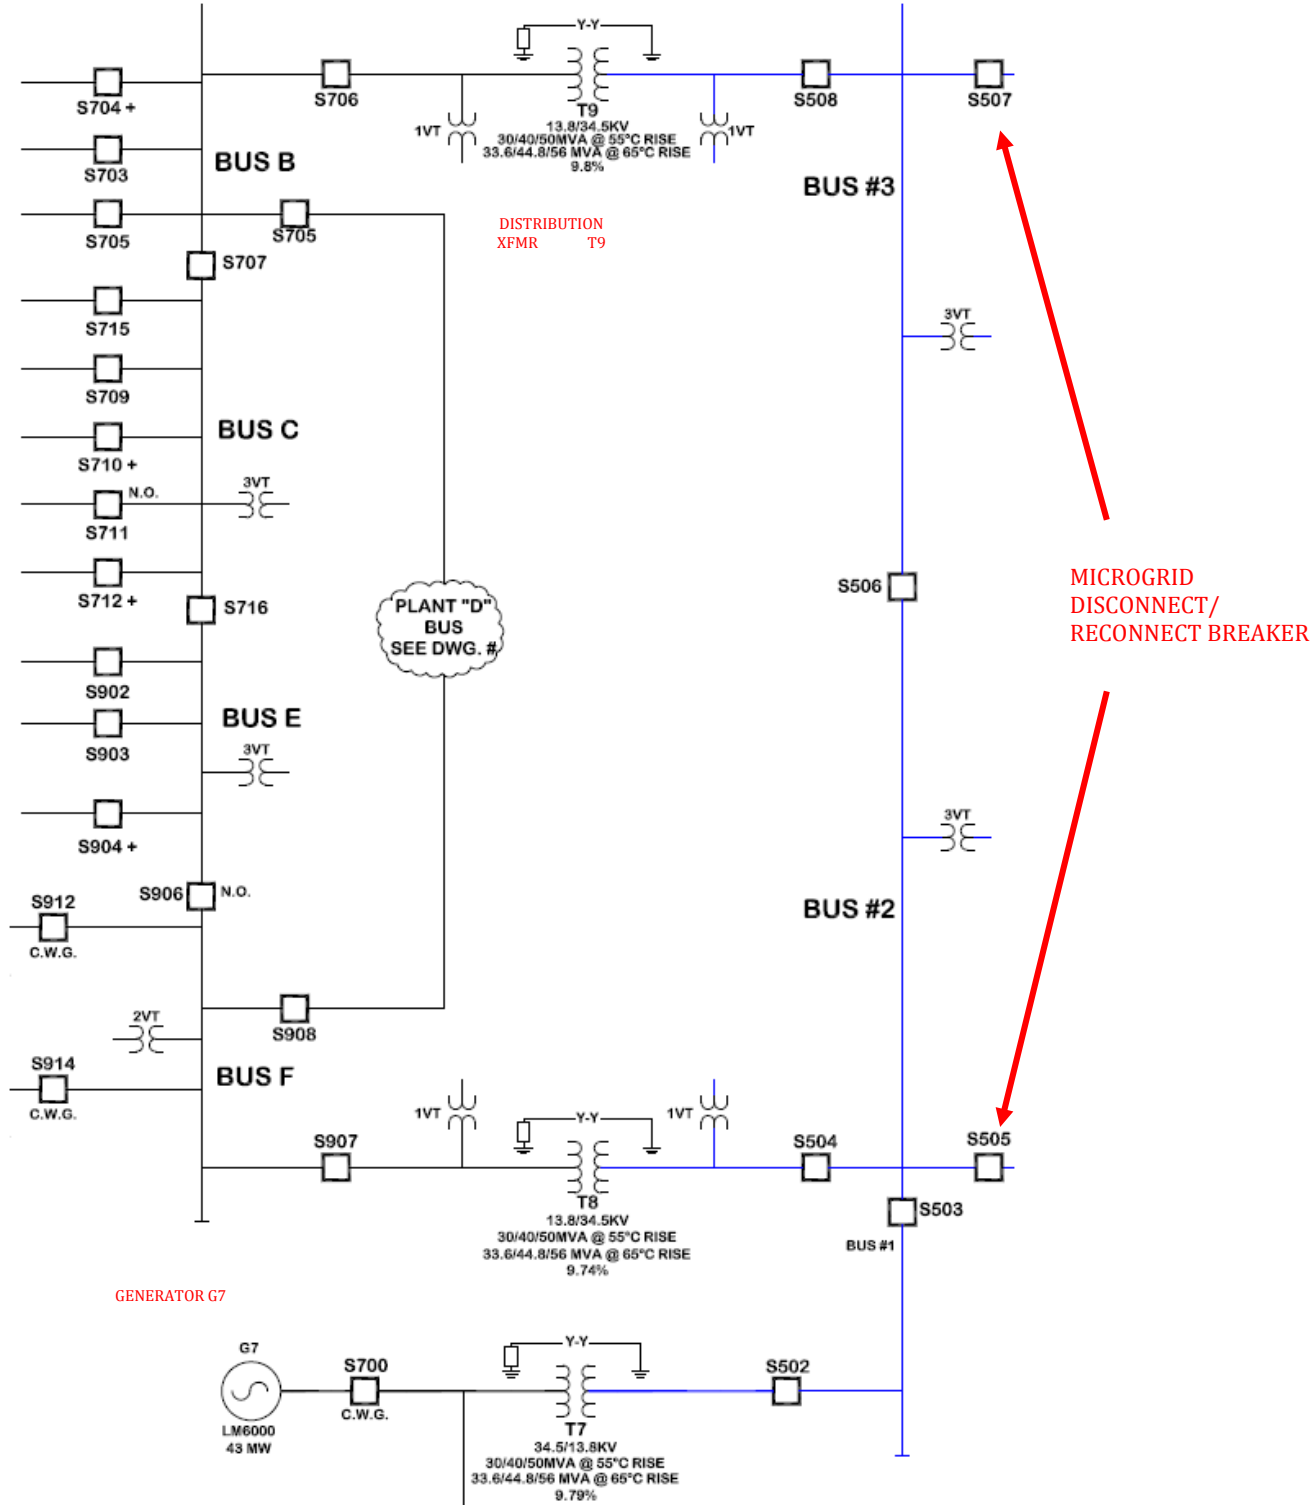 Y-Y
S704 +
S706
T9
13.8/34.5KV
30/40/50MVA @ 55°C RISE
33.6/44.8/56 MVA @ 65°C RISE
9.8%
1VT
1VT
S508
S507
S703
BUS B
BUS #3
S705
S705
DISTRIBUTION
XFMR T9
S707
S715
3VT
S709
BUS C
S710 +
3VT
N.O.
S711
S712 +
S716
PLANT "D"
BUS
SEE DWG. #
S506
MICROGRID
DISCONNECT/
RECONNECT BREAKER
S902
BUS E
S903
3VT
3VT
S904 +
S906
N.O.
S912
C.W.G.
BUS #2
2VT
S908
S914
C.W.G.
BUS F
1VT
Y-Y
1VT
S907
S504
S505
T8
13.8/34.5KV
30/40/50MVA @ 55°C RISE
33.6/44.8/56 MVA @ 65°C RISE
9.74%
S503
BUS #1
GENERATOR G7
G7
LM6000
43 MW
S700
C.W.G.
Y-Y
S502
T7
34.5/13.8KV
30/40/50MVA @ 55°C RISE
33.6/44.8/56 MVA @ 65°C RISE
9.79%